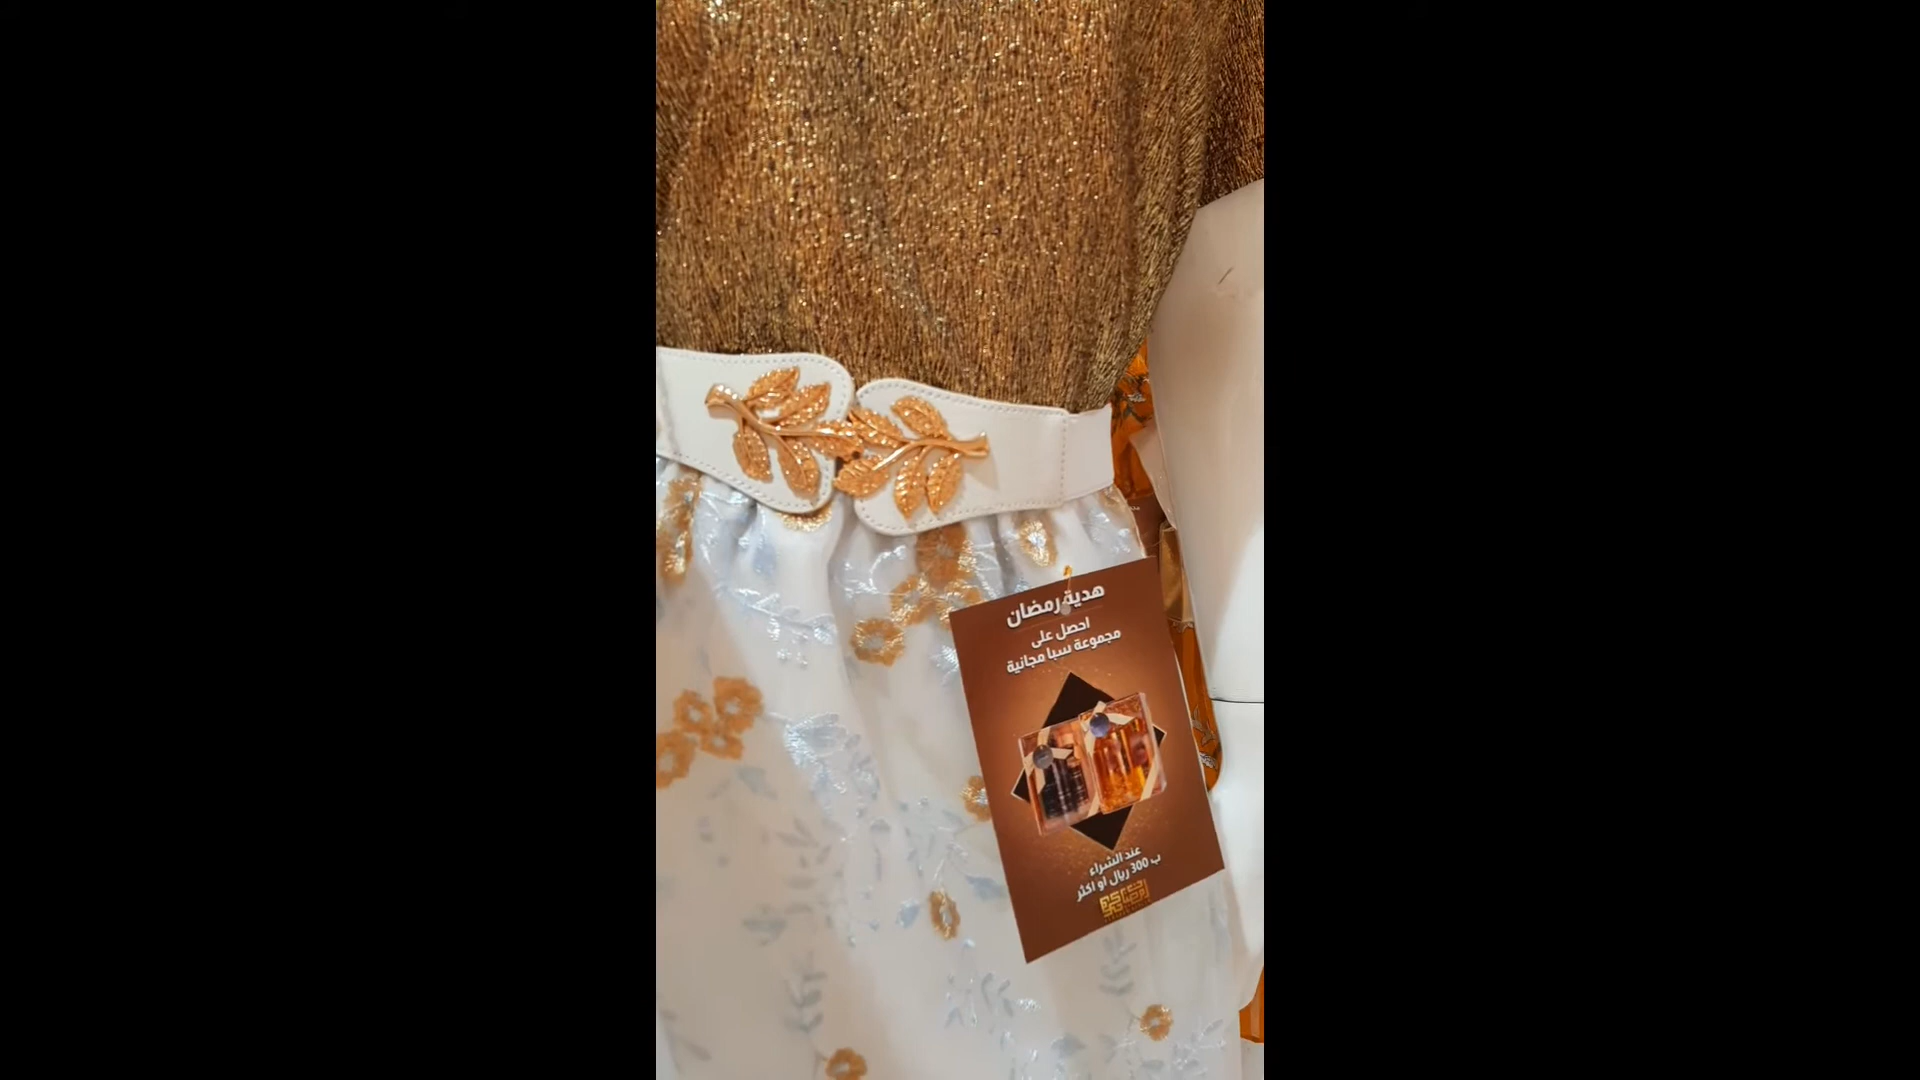 هدية رمضان
احصل على
مجموعة سبا مجانية
عند الشراء
ب 300 ريال او اكثر